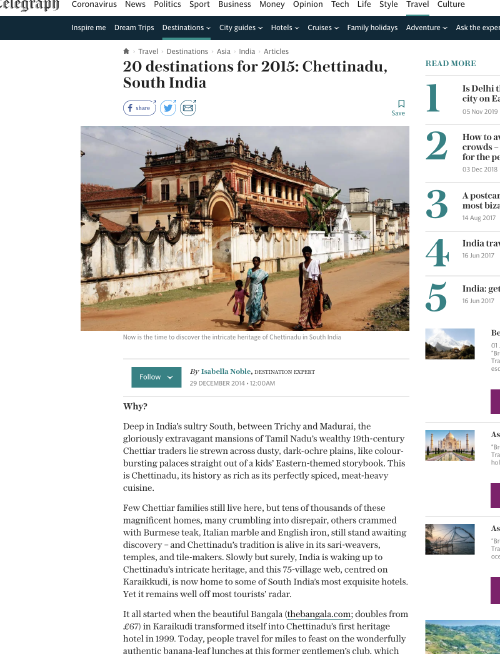 Telegraph
Coronavirus News Politics Sport Business Money Opinion Tech Life Style Travel Culture
Inspire me Dream Trips Destinations City guides Hotels Cruises Family holidays Adventure Ask the exper
Travel Destinations Asia India Articles
20 destinations for 2015: Chettinadu,
South India
share
Save
Now is the time to discover the intricate heritage of Chettinadu in South India
Follow
By Isabella Noble, DESTINATION EXPERT
29 DECEMBER 2014 • 12:00AM
Why?
Deep in India's sultry South, between Trichy and Madurai, the
gloriously extravagant mansions of Tamil Nadu's wealthy 19th-century
Chettiar traders lie strewn across dusty, dark-ochre plains, like colour-
bursting palaces straight out of a kids' Eastern-themed storybook. This
is Chettinadu, its history as rich as its perfectly spiced, meat-heavy
cuisine.
Few Chettiar families still live here, but tens of thousands of these
magnificent homes, many crumbling into disrepair, others crammed
with Burmese teak, Italian marble and English iron, still stand awaiting
discovery – and Chettinadu's tradition is alive in its sari-weavers,
temples, and tile-makers. Slowly but surely, India is waking up to
Chettinadu's intricate heritage, and this 75-village web, centred on
Karaikkudi, is now home to some of South India's most exquisite hotels.
Yet it remains well off most tourists' radar.
It all started when the beautiful Bangala (thebangala.com; doubles from
£67) in Karaikudi transformed itself into Chettinadu's first heritage
hotel in 1999. Today, people travel for miles to feast on the wonderfully
authentic banana-leaf lunches at this former gentlemen's club, which
READ MORE
1
Is Delhi t
city on Ea
05 Nov 2019
2
How to av
crowds –
for the pe
03 Dec 2018
3
A postcar
most biza
14 Aug 2017
4
India trav
16 Jun 2017
5
India: get
16 Jun 2017
Be
01
"Br
Tra
esc
As
"Br
Tra
hol
As
"Br
Tra